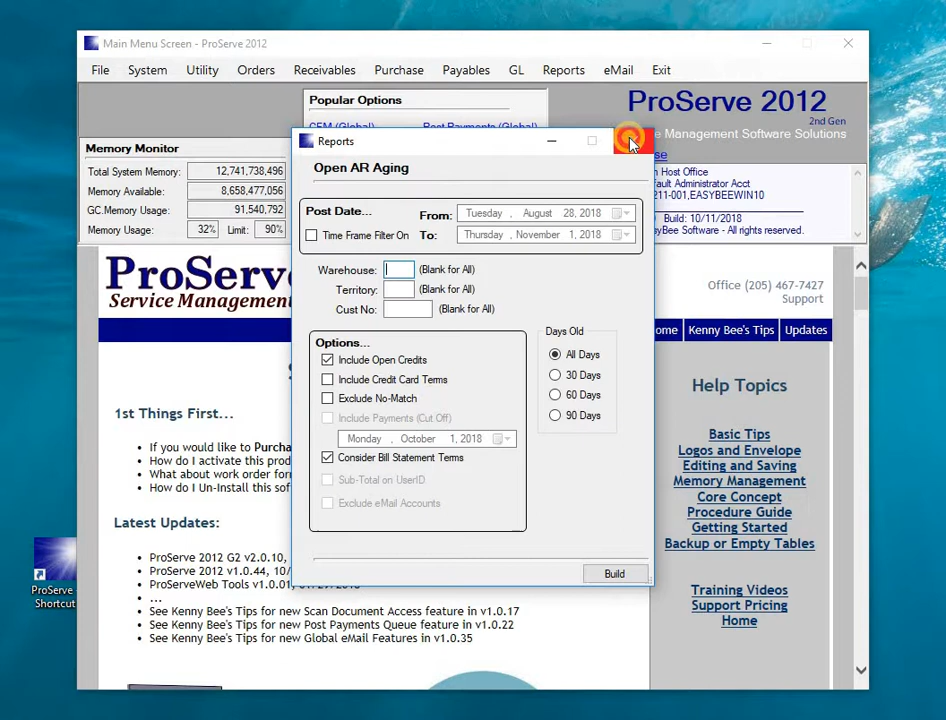 Main Menu Screen - ProServe 2012
File System Utility Orders Receivables Purchase Payables GL Reports eMail Exit
Popular Options
ProServe 2012
2nd Gen
e Management Software Solutions
CFM (Global) Post Payments (Global)
Memory Monitor
Total System Memory: 12,741,738,496
Memory Available: 8,658,477,056
GC.Memory Usage: 91,540,792
Memory Usage: 32% Limit: 90%
n Host Office
fault Administrator Acct
211-001,EASYBEEWIN10
Build: 10/11/2018
syBee Software - All rights reserved.
Reports
Open AR Aging
Post Date...
From: Tuesday , August 28, 2018
Time Frame Filter On
To: Thursday , November 1, 2018
Warehouse: (Blank for All)
Territory: (Blank for All)
Cust No: (Blank for All)
Options...
Include Open Credits
Include Credit Card Terms
Exclude No-Match
Include Payments (Cut Off)
Monday , October 1, 2018
Consider Bill Statement Terms
Sub-Total on UserID
Exclude eMail Accounts
Days Old
All Days
30 Days
60 Days
90 Days
Build
ProServe
Service Management
Office (205) 467-7427
Support
ome Kenny Bee's Tips Updates
1st Things First...
If you would like to Purcha
How do I activate this prod
What about work order for
How do I Un-Install this sof
Latest Updates:
ProServe 2012 G2 v2.0.10,
ProServe 2012 v1.0.44, 10/
ProServeWeb Tools v1.0.01, 01/29/2018
...
See Kenny Bee's Tips for new Scan Document Access feature in v1.0.17
See Kenny Bee's Tips for new Post Payments Queue feature in v1.0.22
See Kenny Bee's Tips for new Global eMail Features in v1.0.35
Help Topics
Basic Tips
Logos and Envelope
Editing and Saving
Memory Management
Core Concept
Procedure Guide
Getting Started
Backup or Empty Tables
Training Videos
Support Pricing
Home
ProServe -
Shortcut